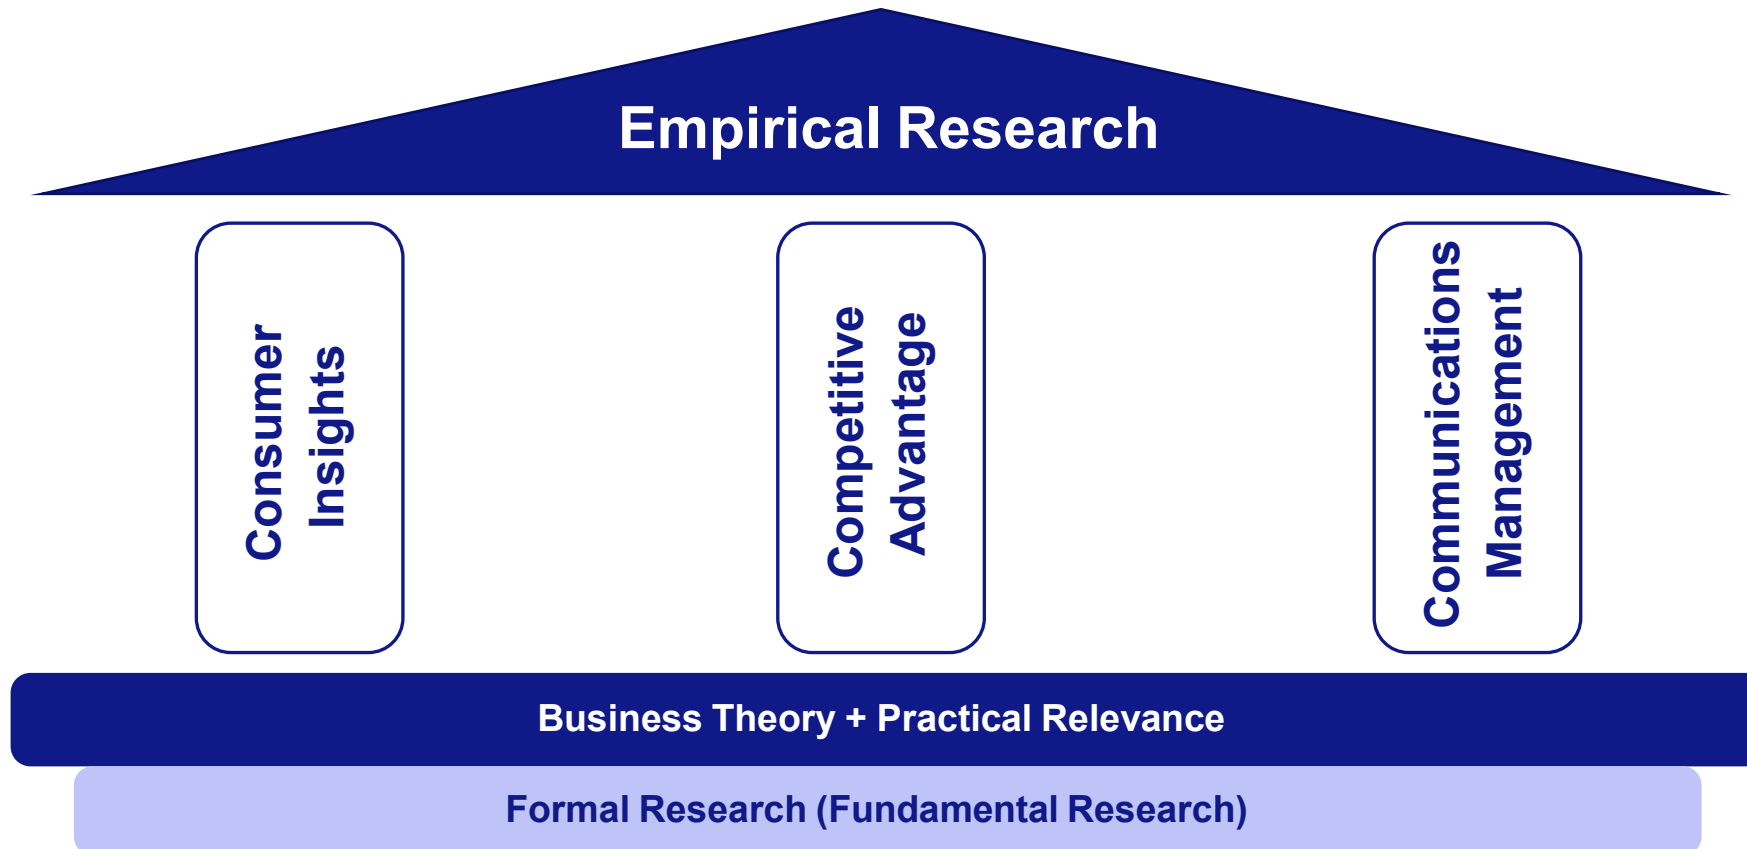 Empirical Research
Consumer
Insights
Competitive
Advantage
Communications
Management
Business Theory + Practical Relevance
Formal Research (Fundamental Research)